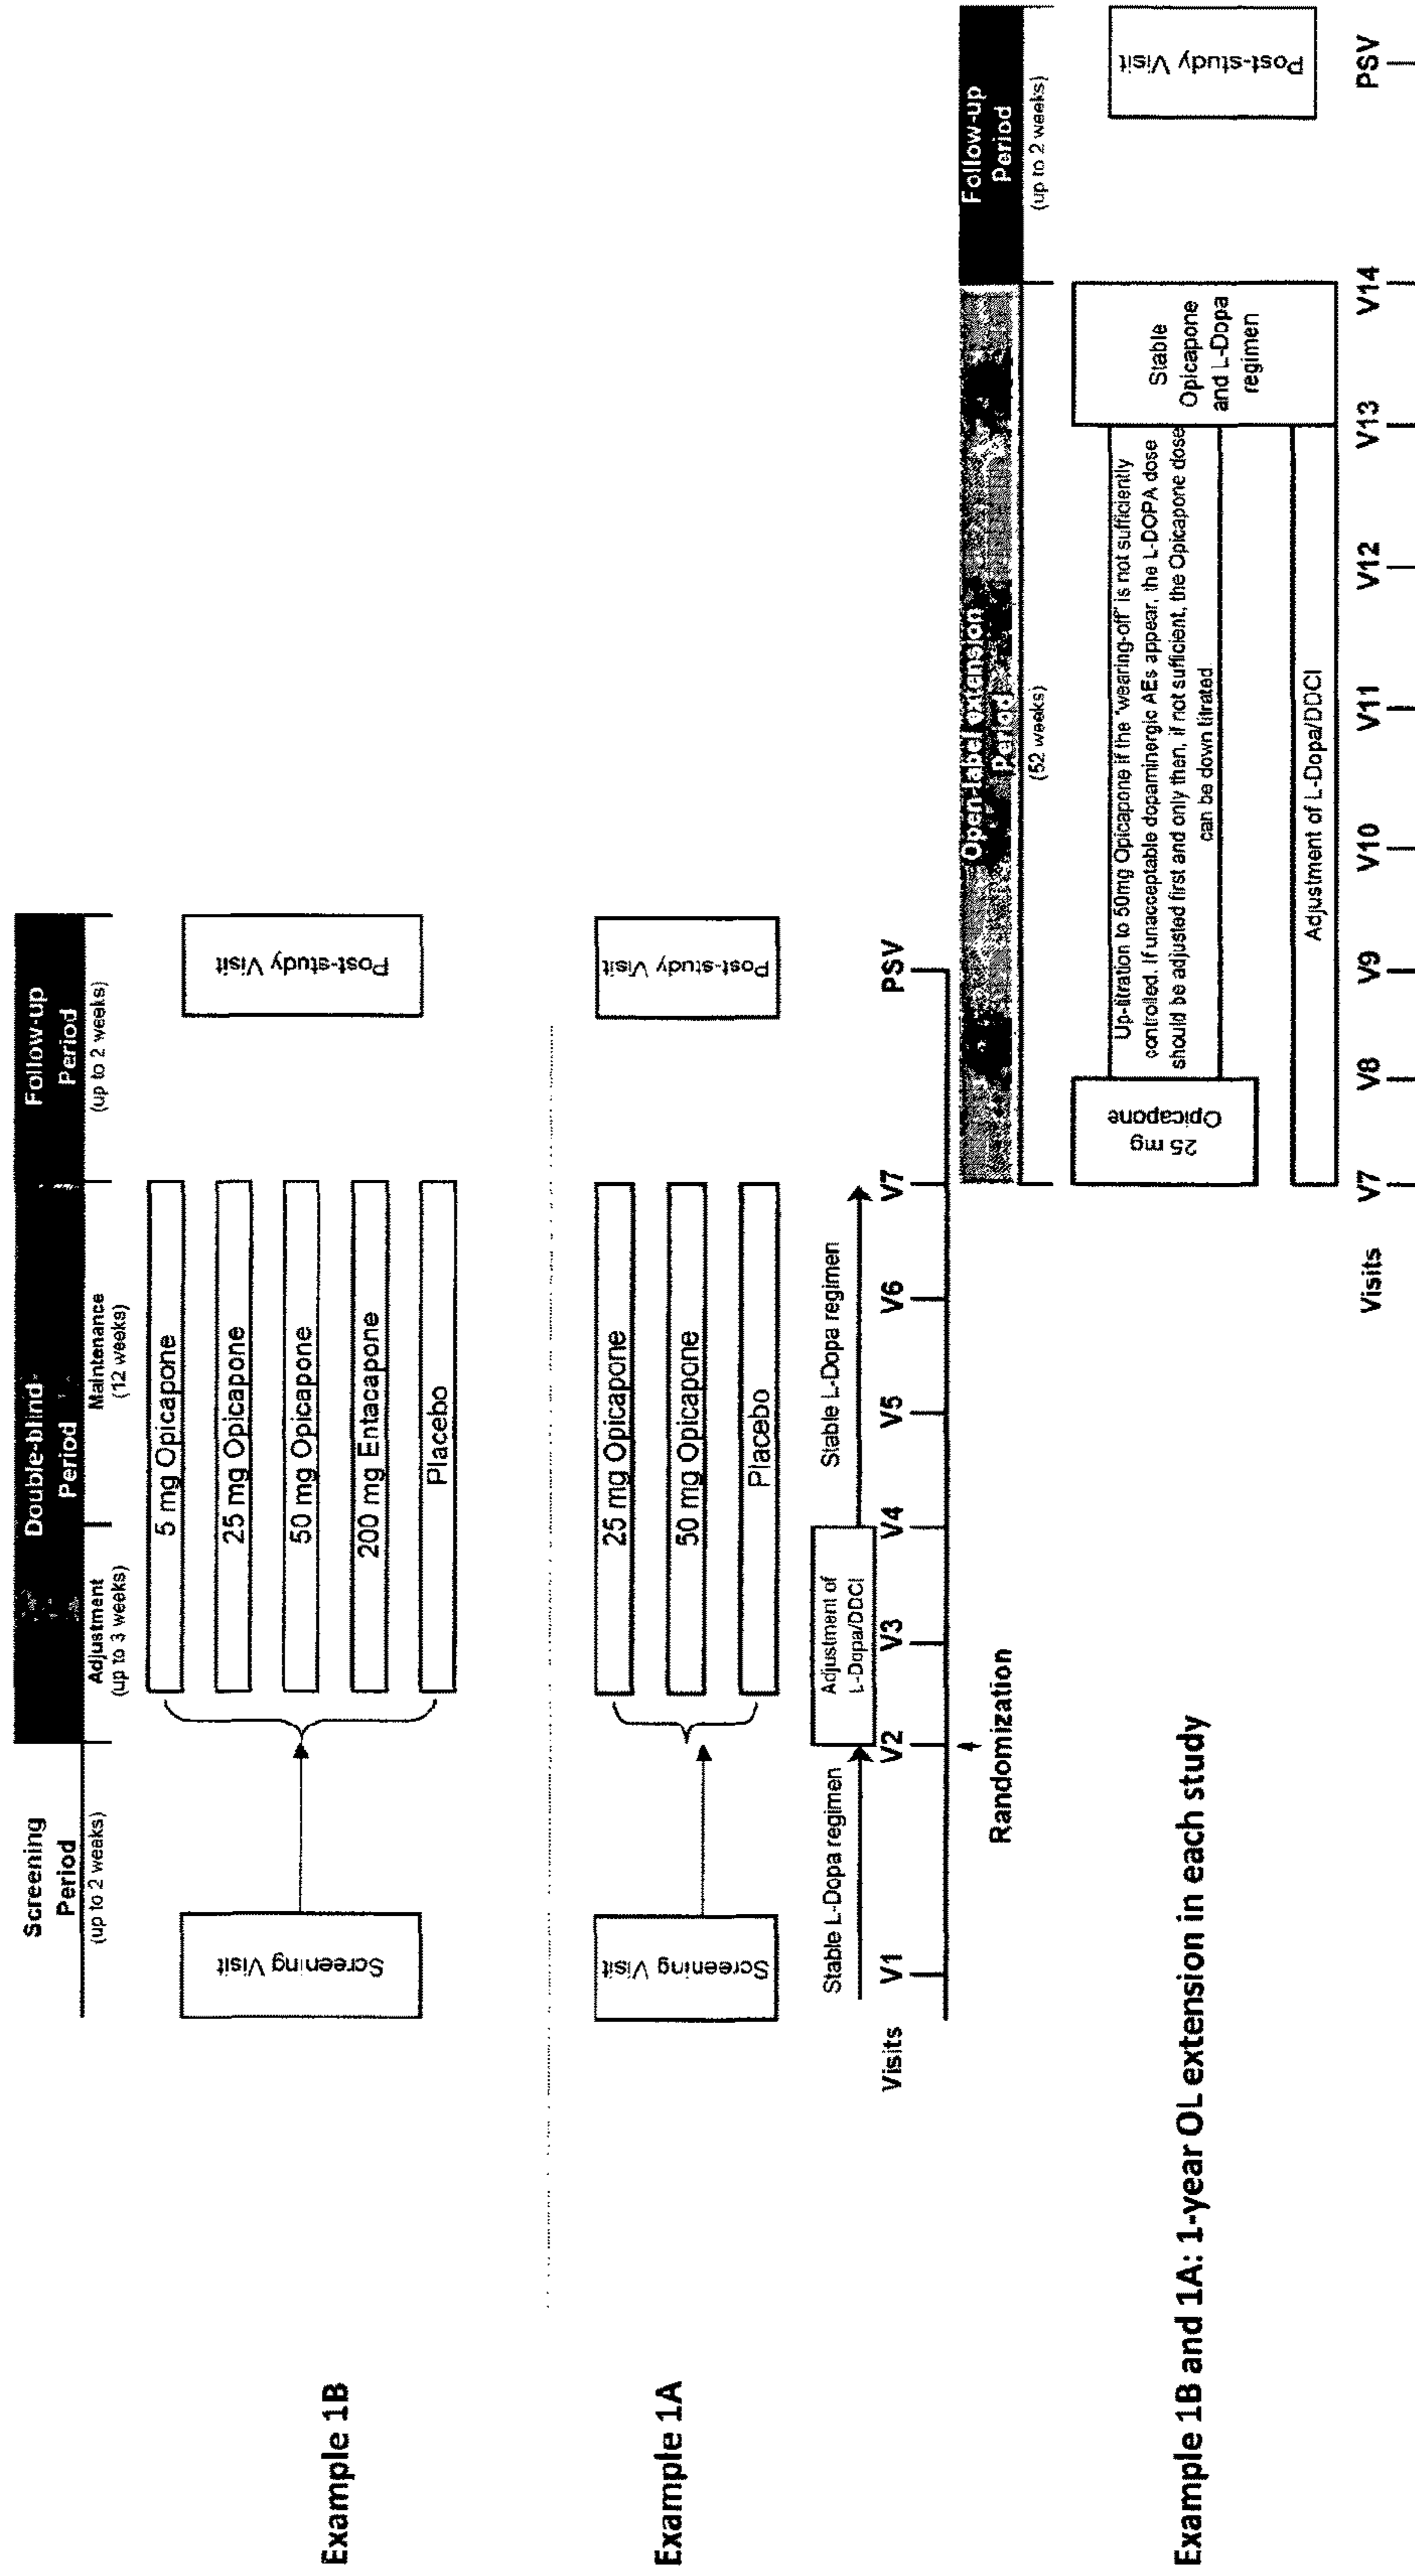 Screening
Period
(up to 2 weeks)
Double-blind
Period
Adjustment
(up to 3 weeks)
Maintenance
(12 weeks)
Follow-up
Period
(up to 2 weeks)
Example 1B
Screening Visit
5 mg Opicapone
25 mg Opicapone
50 mg Opicapone
200 mg Entacapone
Placebo
Post-study Visit
Example 1A
Screening Visit
25 mg Opicapone
50 mg Opicapone
Placebo
Post-study Visit
Stable L-Dopa regimen
Adjustment of
L-Dopa/DDCI
Stable L-Dopa regimen
Visits
V1
V2
V3
V4
V5
V6
V7
PSV
Randomization
Open-label extension
Period
(52 weeks)
Follow-up
Period
(up to 2 weeks)
Example 1B and 1A: 1-year OL extension in each study
25 mg
Opicapone
Up-titration to 50mg Opicapone if the "wearing-off" is not sufficiently
controlled. If unacceptable dopaminergic AEs appear, the L-DOPA dose
should be adjusted first and only then, if not sufficient, the Opicapone dose
can be down titrated.
Stable
Opicapone
and L-Dopa
regimen
Post-study Visit
Adjustment of L-Dopa/DDCI
Visits
V7
V8
V9
V10
V11
V12
V13
V14
PSV